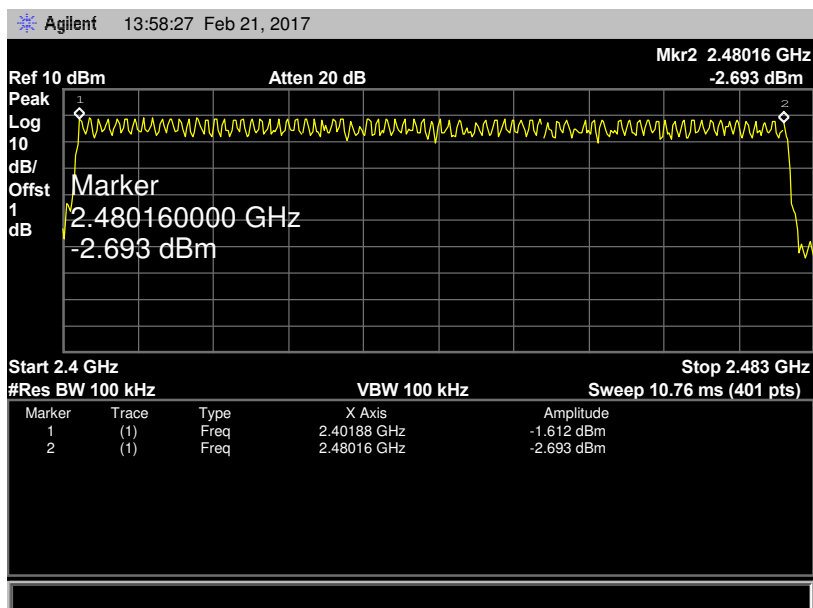 Agilent 13:58:27 Feb 21, 2017
Mkr2 2.48016 GHz
Ref 10 dBm Atten 20 dB -2.693 dBm
Peak
Log
10
dB/
Offst
1
dB
1
2
Marker
2.480160000 GHz
-2.693 dBm
Start 2.4 GHz Stop 2.483 GHz
#Res BW 100 kHz VBW 100 kHz Sweep 10.76 ms (401 pts)
Marker Trace Type X Axis Amplitude
1 (1) Freq 2.40188 GHz -1.612 dBm
2 (1) Freq 2.48016 GHz -2.693 dBm